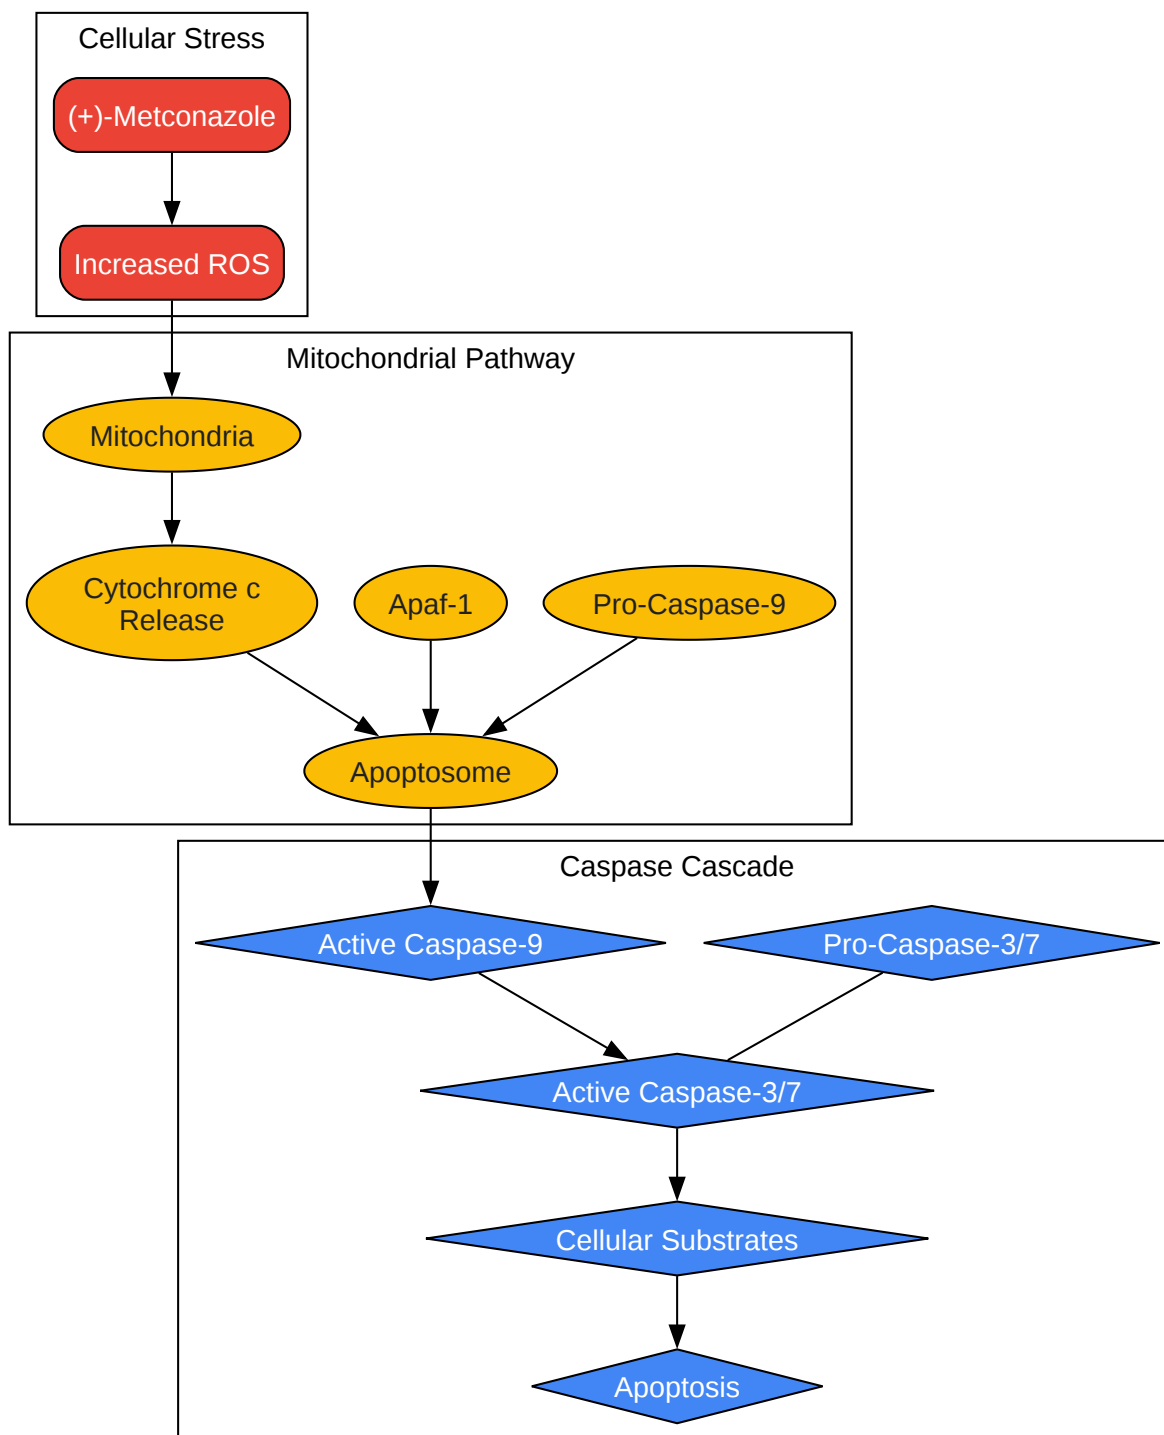 Cellular Stress
(+)-Metconazole
Increased ROS
Mitochondrial Pathway
Mitochondria
Cytochrome c
Release
Apaf-1
Pro-Caspase-9
Apoptosome
Caspase Cascade
Active Caspase-9
Pro-Caspase-3/7
Active Caspase-3/7
Cellular Substrates
Apoptosis